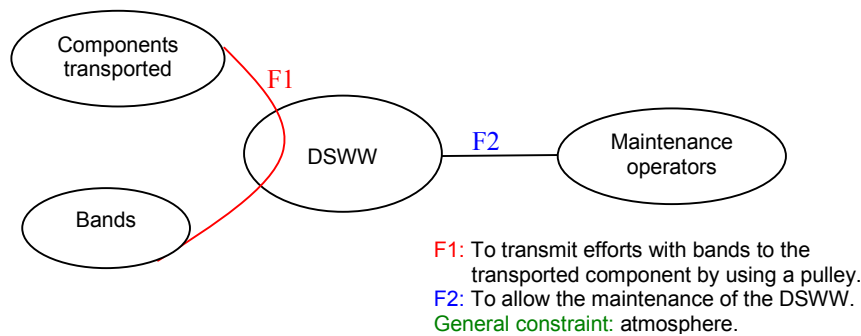 Components
transported
F1
DSWW
F2
Maintenance
operators
Bands
F1: To transmit efforts with bands to the
transported component by using a pulley.
F2: To allow the maintenance of the DSWW.
General constraint: atmosphere.